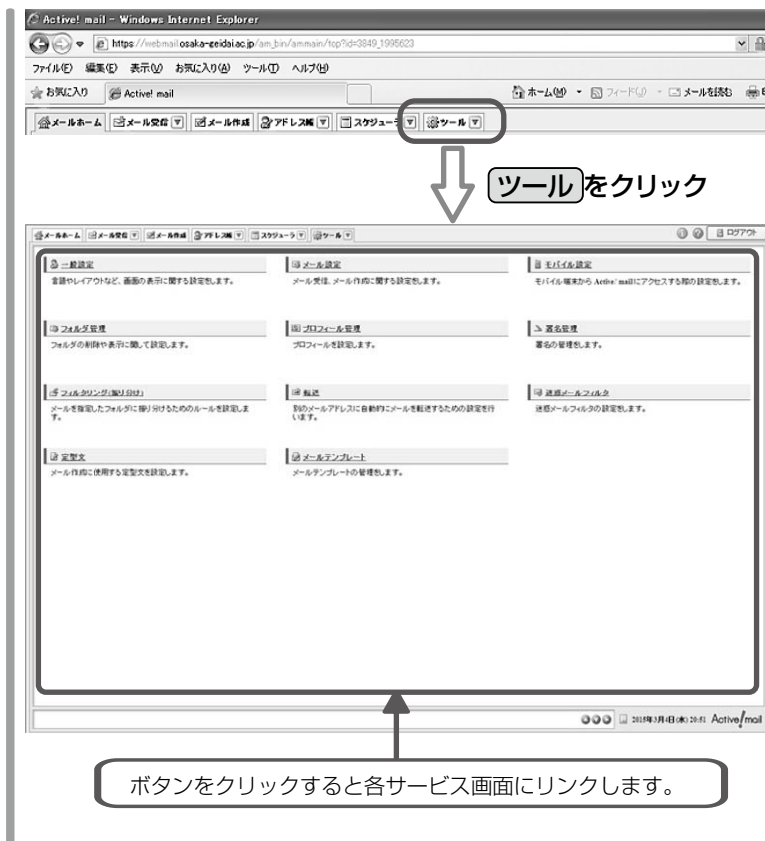 Active! mail - Windows Internet Explorer
https://webmail.osaka-geidai.ac.jp/am_bin/ammain/top?id=3849_1995623
ファイル(F) 編集(E) 表示(V) お気に入り(A) ツール(T) ヘルプ(H)
お気に入り Active! mail ホーム(M) フィード(J) メールを読む
メールホーム メール受信 メール作成 アドレス帳 スケジューラ ツール
ツール をクリック
メールホーム メール受信 メール作成 アドレス帳 スケジューラ ツール ログアウト
一般設定 メール設定 モバイル設定
言語やレイアウトなど、画面の表示に関する設定をします。 メール受信、メール作成に関する設定をします。 モバイル端末から Active! mailにアクセスする際の設定をします。
フォルダ管理 プロフィール管理 署名管理
フォルダの削除や表示に関して設定します。 プロフィールを設定します。 署名の管理をします。
フィルタリング(振り分け) 転送 迷惑メールフィルタ
メールを指定したフォルダに振り分けるためのルールを設定しま 別のメールアドレスに自動的にメールを転送するための設定を行 迷惑メールフィルタの設定をします。
す。 います。
定型文 メールテンプレート
メール作成に使用する定型文を設定します。 メールテンプレートの管理をします。
2015年3月4日(水) 20:51 Active! mail
ボタンをクリックすると各サービス画面にリンクします。